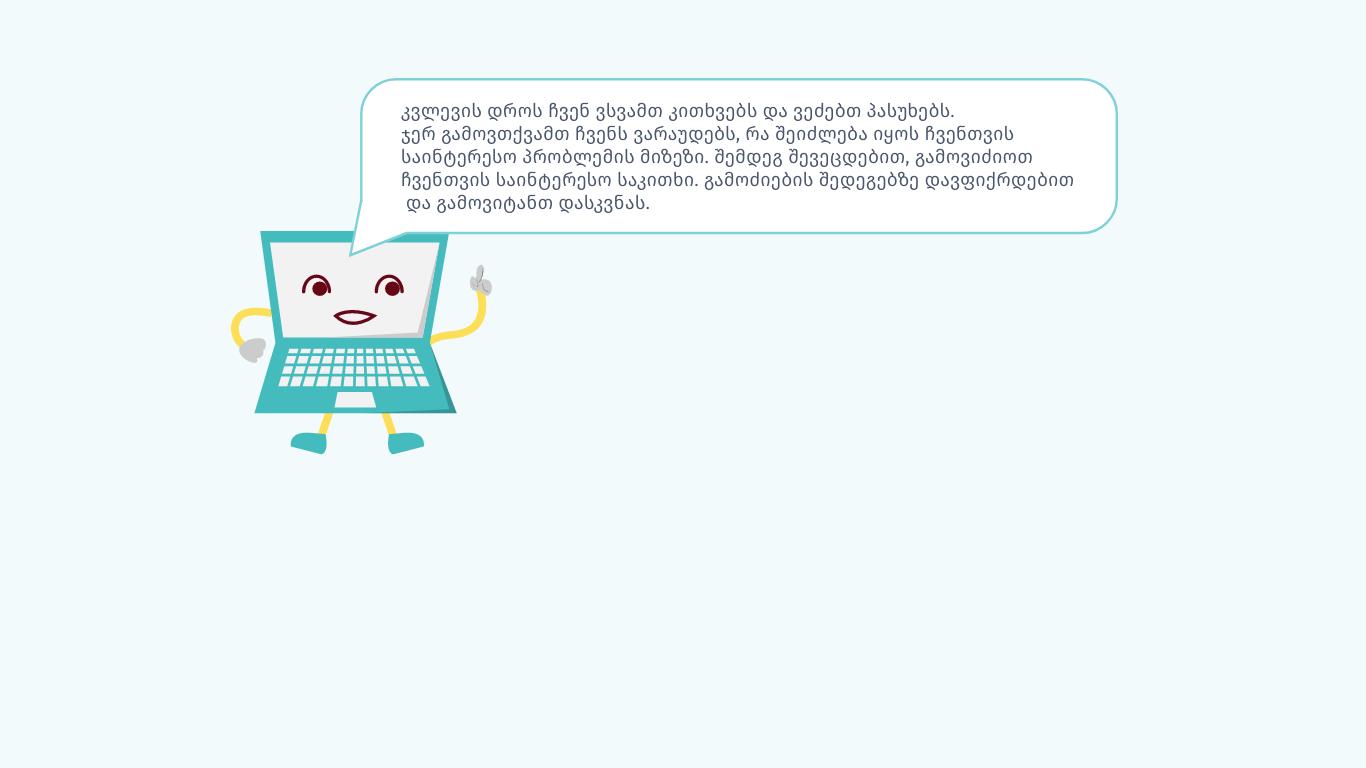 კვლევის დროს ჩვენ ვსვამთ კითხვებს და ვეძებთ პასუხებს.
ჯერ გამოვთქვამთ ჩვენს ვარაუდებს, რა შეიძლება იყოს ჩვენთვის
საინტერესო პრობლემის მიზეზი. შემდეგ შევეცდებით, გამოვიძიოთ
ჩვენთვის საინტერესო საკითხი. გამოძიების შედეგებზე დავფიქრდებით
და გამოვიტანთ დასკვნას.